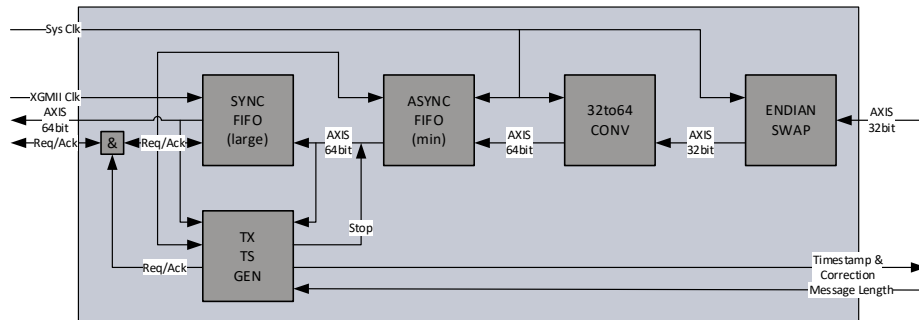 Sys Clk
XGMII Clk
AXIS
64bit
Req/Ack
&
Req/Ack
SYNC
FIFO
(large)
AXIS
64bit
ASYNC
FIFO
(min)
AXIS
64bit
32to64
CONV
AXIS
32bit
ENDIAN
SWAP
AXIS
32bit
TX
TS
GEN
Stop
Req/Ack
Timestamp &
Correction
Message Length